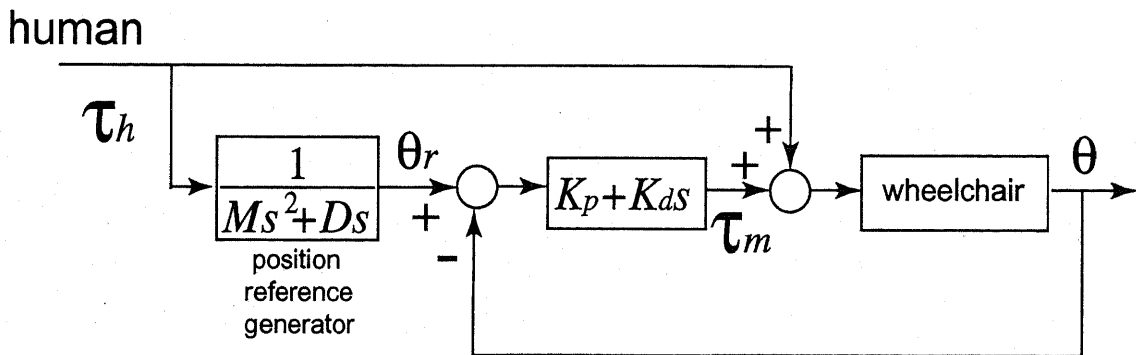 human
τh
1
Ms²+Ds
θr
+
-
position
reference
generator
Kp+Kds
+
+
τm
wheelchair
θ